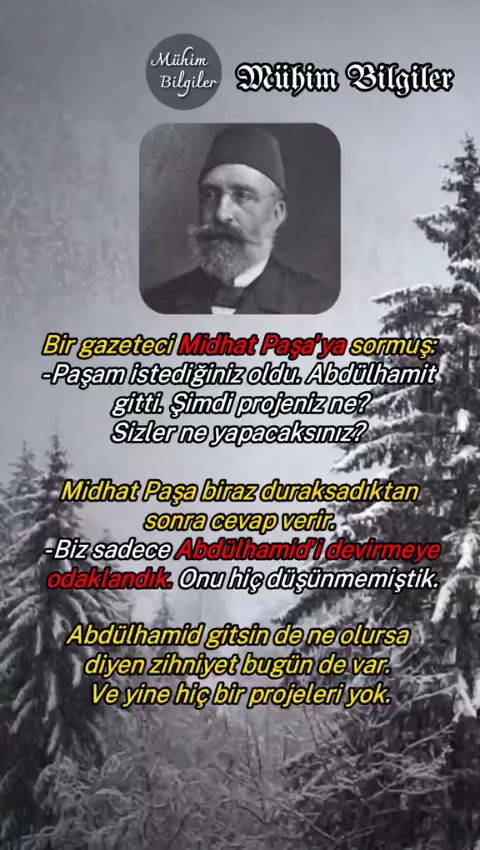 Mühim
Bilgiler
Mühim Bilgiler
Bir gazeteci Midhat Paşa'ya sormuş:
-Paşam istediğiniz oldu. Abdülhamit
gitti. Şimdi projeniz ne?
Sizler ne yapacaksınız?
Midhat Paşa biraz duraksadıktan
sonra cevap verir.
-Biz sadece Abdülhamid'i devirmeye
odaklandık. Onu hiç düşünmemiştik.
Abdülhamid gitsin de ne olursa
diyen zihniyet bugün de var.
Ve yine hiç bir projeleri yok.